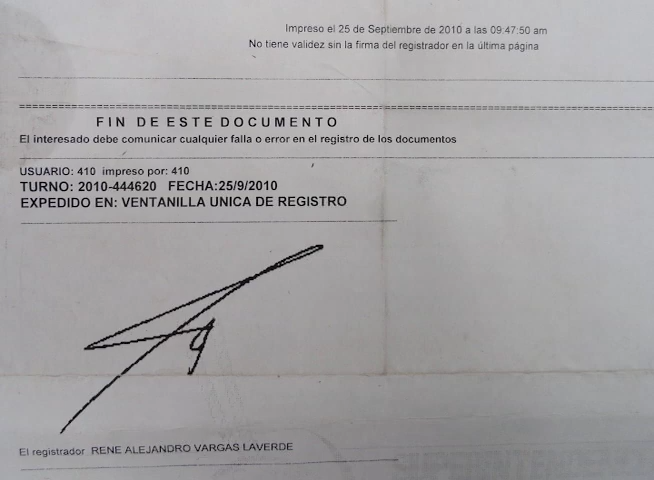 Impreso el 25 de Septiembre de 2010 a las 09:47:50 am
No tiene validez sin la firma del registrador en la última página
FIN DE ESTE DOCUMENTO
El interesado debe comunicar cualquier falla o error en el registro de los documentos
USUARIO: 410 impreso por: 410
TURNO: 2010-444620 FECHA:25/9/2010
EXPEDIDO EN: VENTANILLA UNICA DE REGISTRO
El registrador RENE ALEJANDRO VARGAS LAVERDE